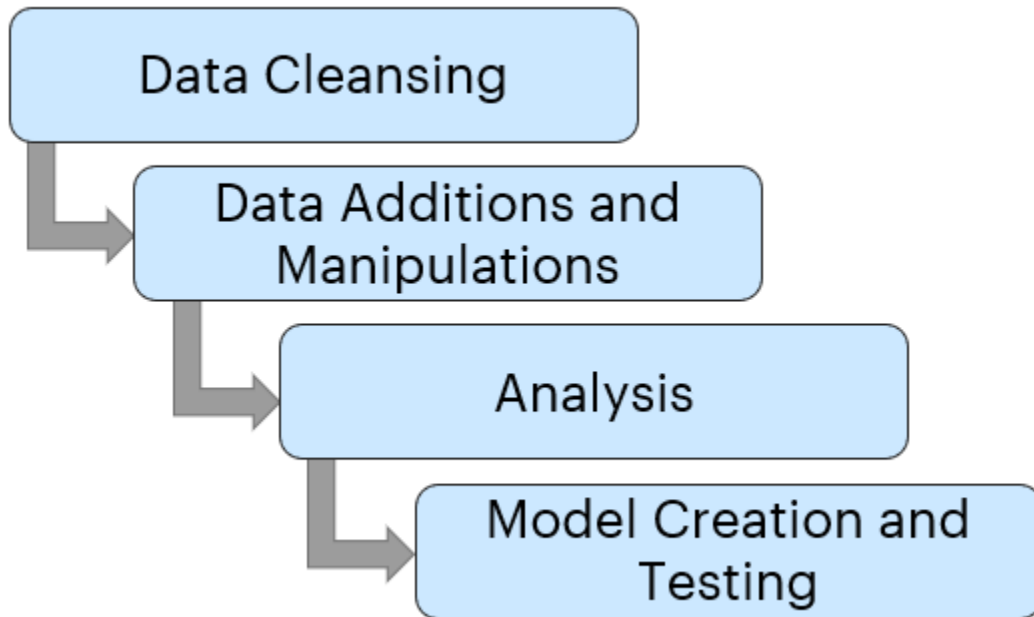 Data Cleansing
Data Additions and
Manipulations
Analysis
Model Creation and
Testing